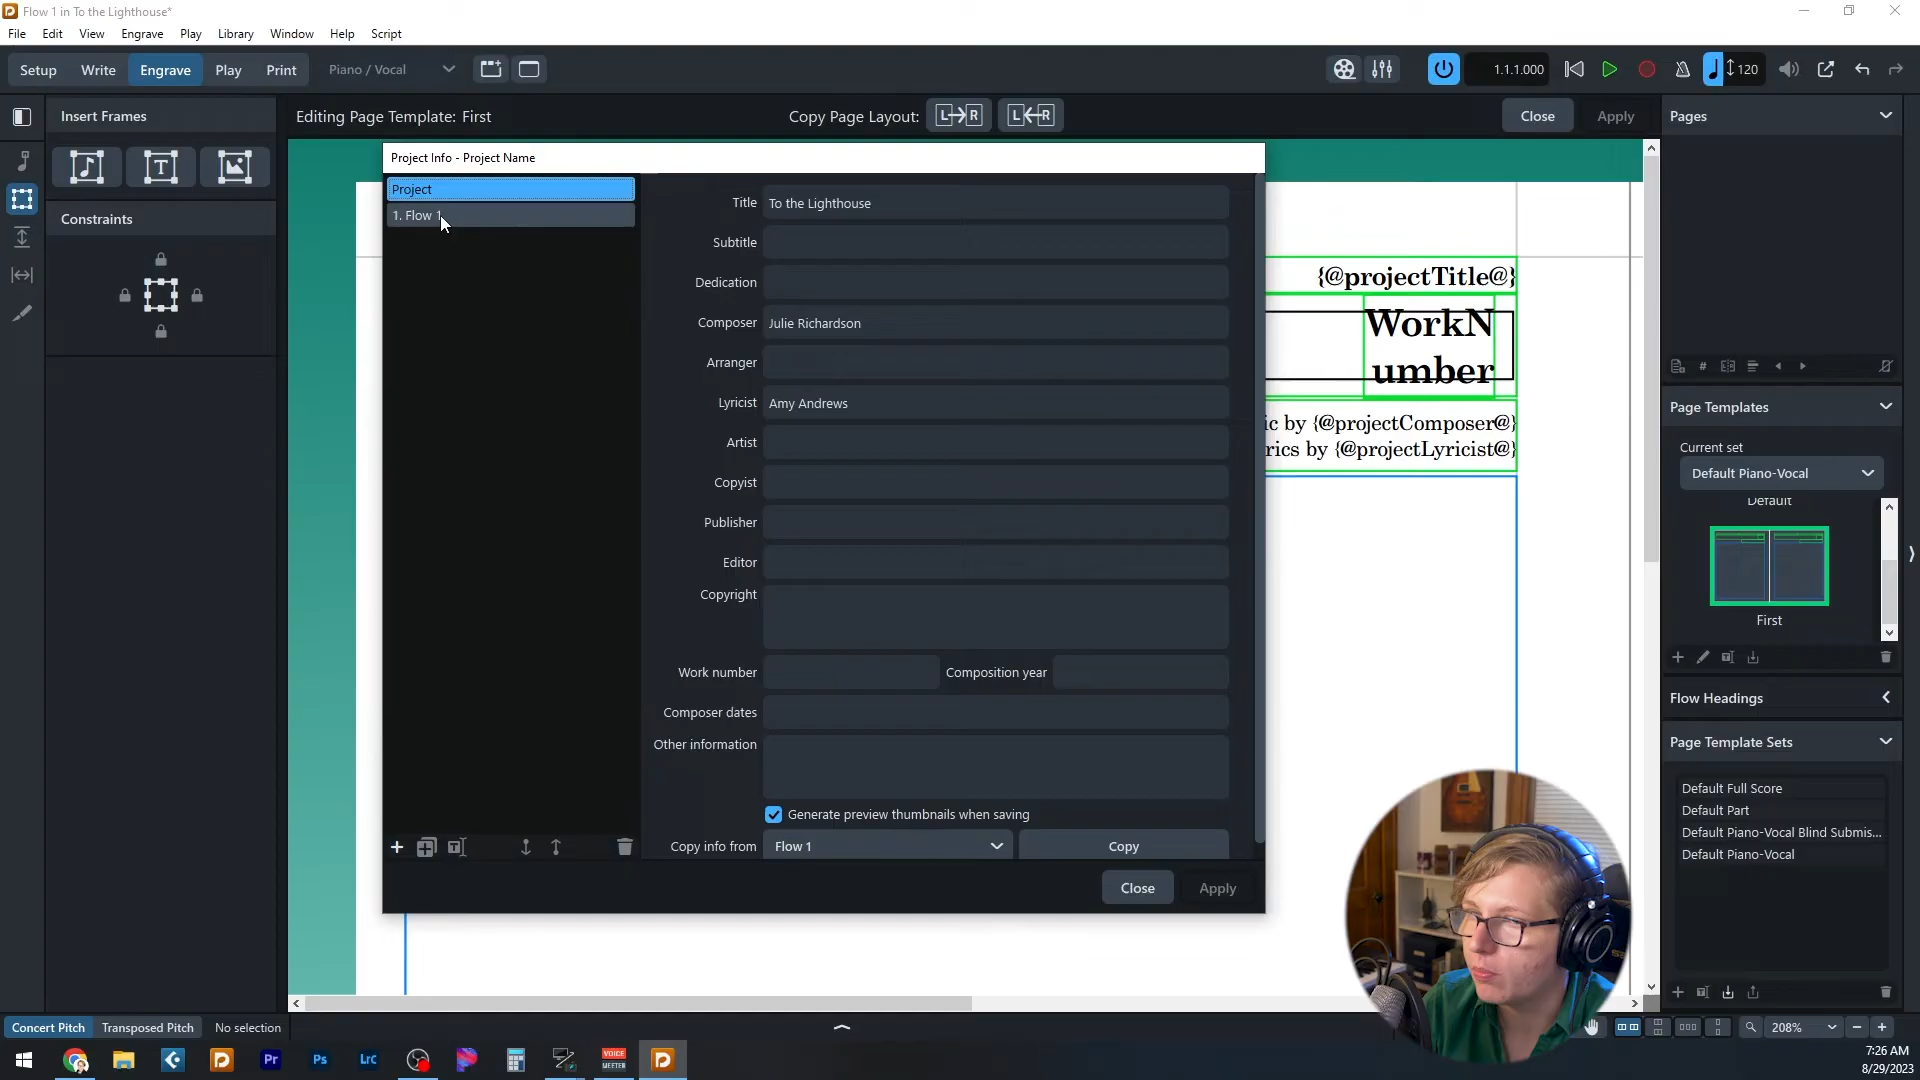 Flow 1 in To the Lighthouse*
File Edit View Engrave Play Library Window Help Script
Setup Write Engrave Play Print Piano / Vocal 1.1.1.000 120
Insert Frames
Editing Page Template: First Copy Page Layout: L→R L←R Close Apply
Pages
Constraints
Project Info - Project Name
Project
1. Flow 1
Title To the Lighthouse
Subtitle
Dedication
Composer Julie Richardson
Arranger
Lyricist Amy Andrews
Artist
Copyist
Publisher
Editor
Copyright
Work number Composition year
Composer dates
Other information
Generate preview thumbnails when saving
Copy info from Flow 1 Copy
Close Apply
{@projectTitle@}
WorkN
umber
ic by {@projectComposer@}
rics by {@projectLyricist@}
Page Templates
Current set
Default Piano-Vocal
Default
First
Flow Headings
Page Template Sets
Default Full Score
Default Part
Default Piano-Vocal Blind Submis...
Default Piano-Vocal
Concert Pitch Transposed Pitch No selection 208%
Pr Ps Lrc VOICE MEETER
7:26 AM
8/29/2023